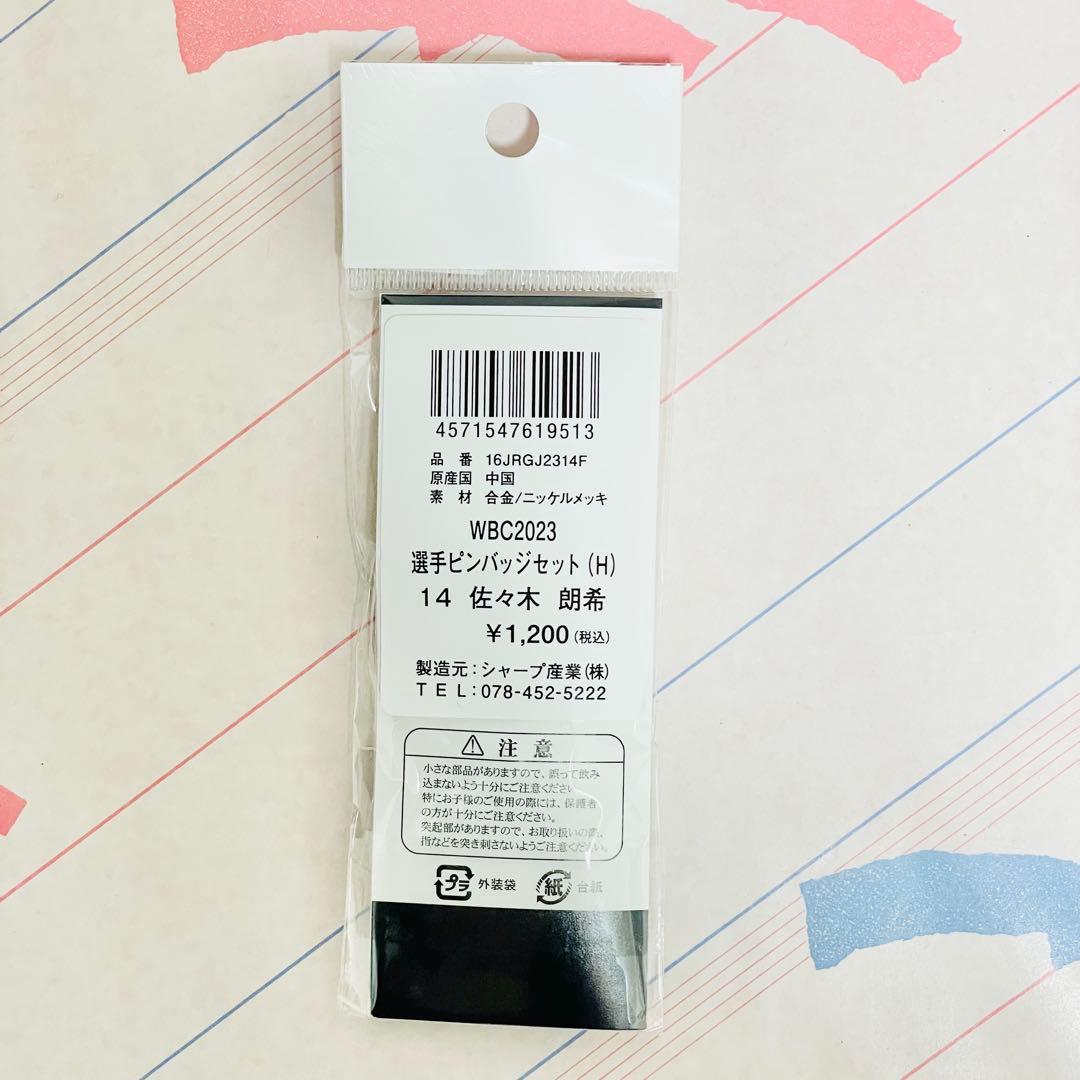 4571547619513
品 番 16JRGJ2314F
原産国 中国
素 材 合金/ニッケルメッキ
WBC2023
選手ピンバッジセット(H)
14 佐々木 朗希
¥1,200(税込)
製造元:シャープ産業(株)
TEL:078-452-5222
⚠ 注 意
小さな部品がありますので、誤って飲み
込まないよう十分にご注意ください
特にお子様のご使用の際には、保護者
の方が十分にご注意ください。
突起部がありますので、お取り扱いの際、
指などを突き刺さないようご注意ください。
プラ 外装袋 紙 台紙